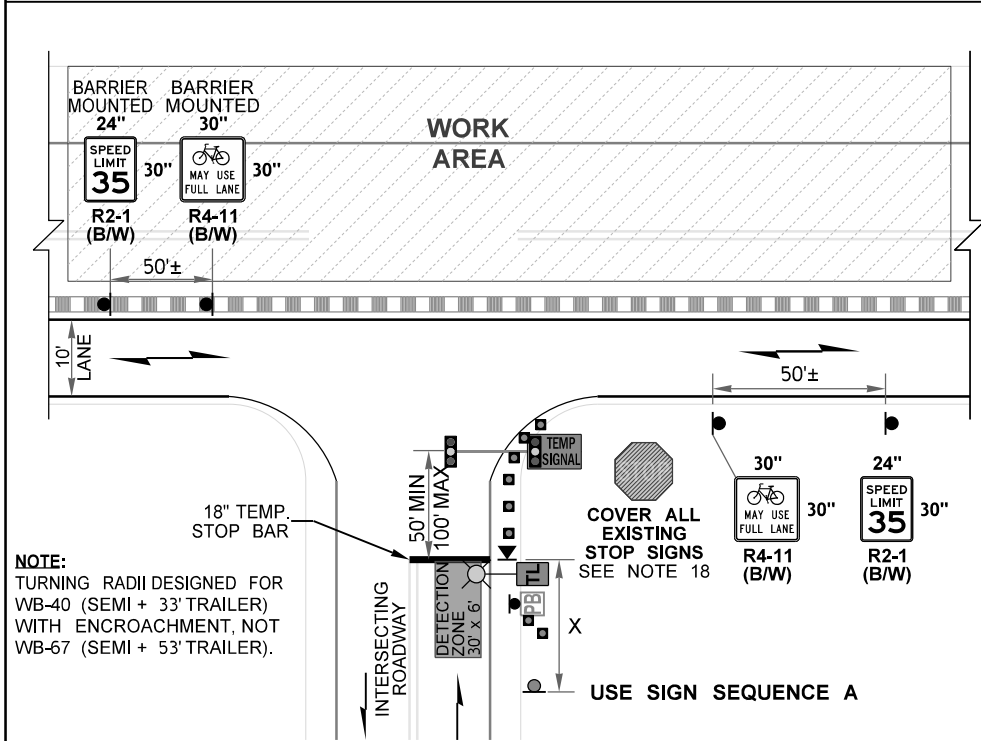 BARRIER
MOUNTED
24"
SPEED
LIMIT
35
30"
R2-1
(B/W)
BARRIER
MOUNTED
30"
MAY USE
FULL LANE
30"
R4-11
(B/W)
WORK
AREA
50'±
10'
LANE
50'±
TEMP
SIGNAL
STOP
COVER ALL
EXISTING
STOP SIGNS
SEE NOTE 18
30"
MAY USE
FULL LANE
30"
R4-11
(B/W)
24"
SPEED
LIMIT
35
30"
R2-1
(B/W)
50' MIN
100' MAX
18" TEMP.
STOP BAR
NOTE:
TURNING RADII DESIGNED FOR
WB-40 (SEMI + 33' TRAILER)
WITH ENCROACHMENT, NOT
WB-67 (SEMI + 53' TRAILER).
INTERSECTING
ROADWAY
DETECTION
ZONE
30' x 6'
TL
PB
X
USE SIGN SEQUENCE A